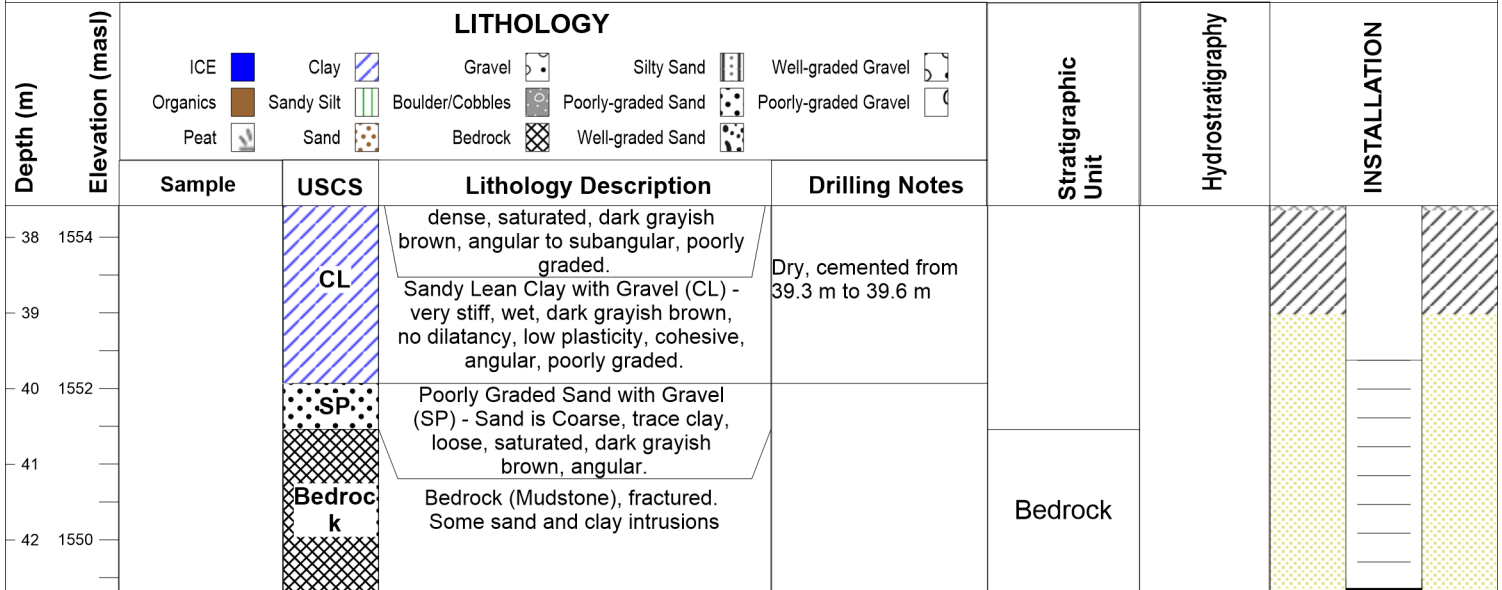 LITHOLOGY
ICE Clay Gravel Silty Sand Well-graded Gravel
Organics Sandy Silt Boulder/Cobbles Poorly-graded Sand Poorly-graded Gravel
Peat Sand Bedrock Well-graded Sand
Depth (m)
Elevation (masl)
Stratigraphic
Unit
Hydrostratigraphy
INSTALLATION
Sample USCS Lithology Description Drilling Notes
dense, saturated, dark grayish
brown, angular to subangular, poorly
graded.
38 1554
CL
Sandy Lean Clay with Gravel (CL) -
very stiff, wet, dark grayish brown,
no dilatancy, low plasticity, cohesive,
angular, poorly graded.
Dry, cemented from
39.3 m to 39.6 m
39
40 1552
SP
Poorly Graded Sand with Gravel
(SP) - Sand is Coarse, trace clay,
loose, saturated, dark grayish
brown, angular.
41
Bedroc
k
Bedrock (Mudstone), fractured.
Some sand and clay intrusions
Bedrock
42 1550